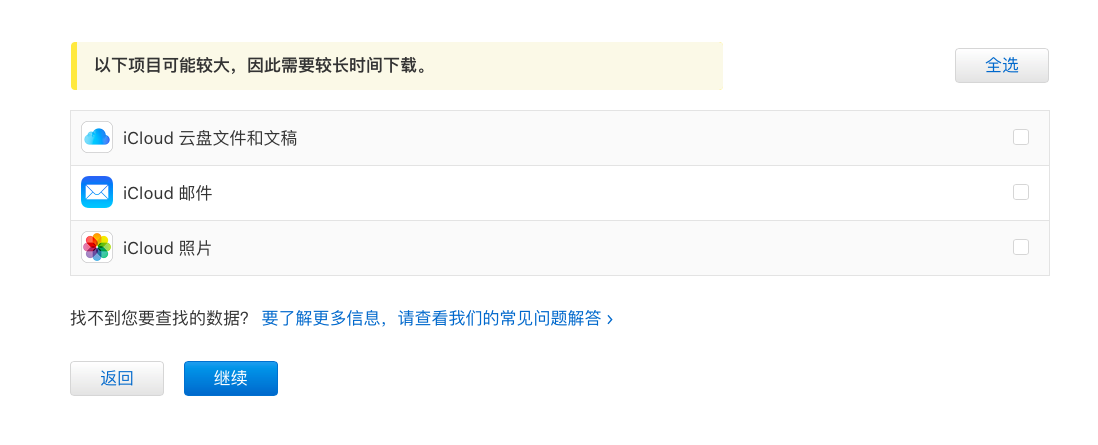 以下项目可能较大，因此需要较长时间下载。
全选
iCloud 云盘文件和文稿
iCloud 邮件
iCloud 照片
找不到您要查找的数据？ 要了解更多信息，请查看我们的常见问题解答 ›
返回
继续